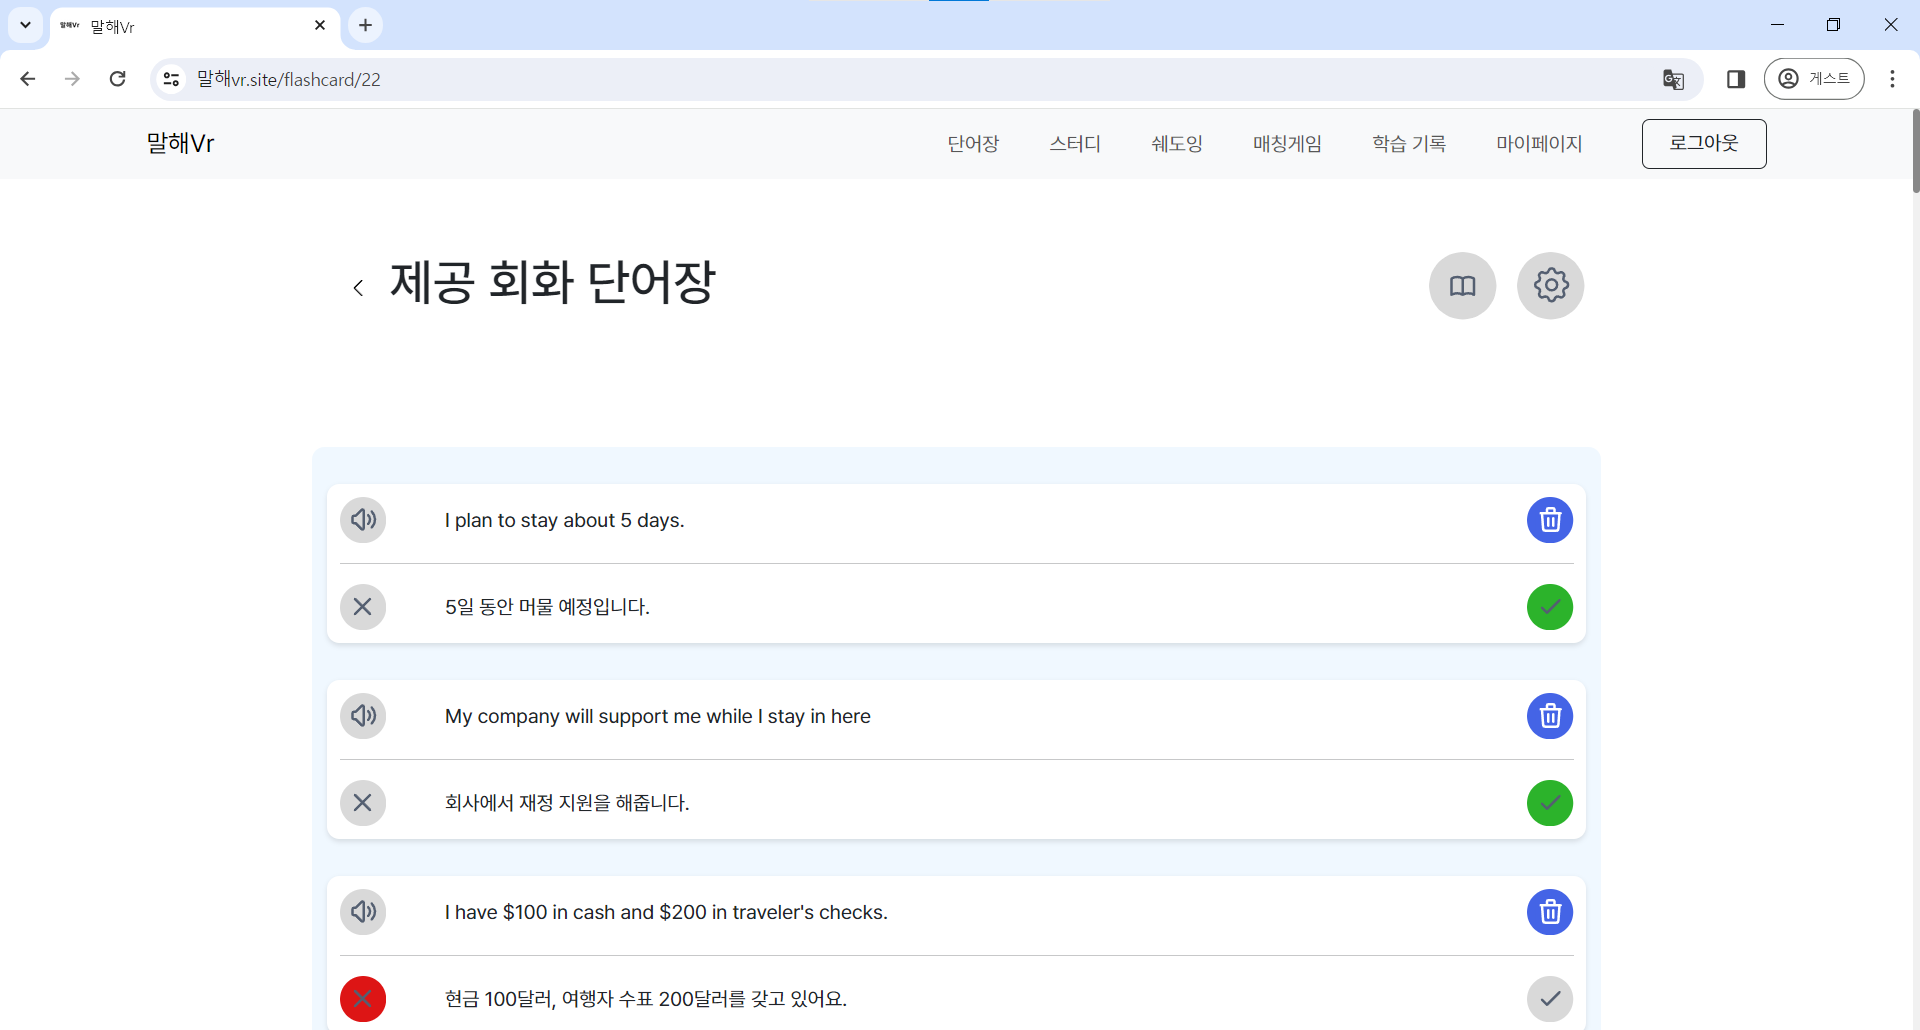 말해Vr
말해vr.site/flashcard/22
게스트
말해Vr
단어장 스터디 쉐도잉 매칭게임 학습 기록 마이페이지 로그아웃
제공 회화 단어장
I plan to stay about 5 days.
5일 동안 머물 예정입니다.
My company will support me while I stay in here
회사에서 재정 지원을 해줍니다.
I have $100 in cash and $200 in traveler's checks.
현금 100달러, 여행자 수표 200달러를 갖고 있어요.